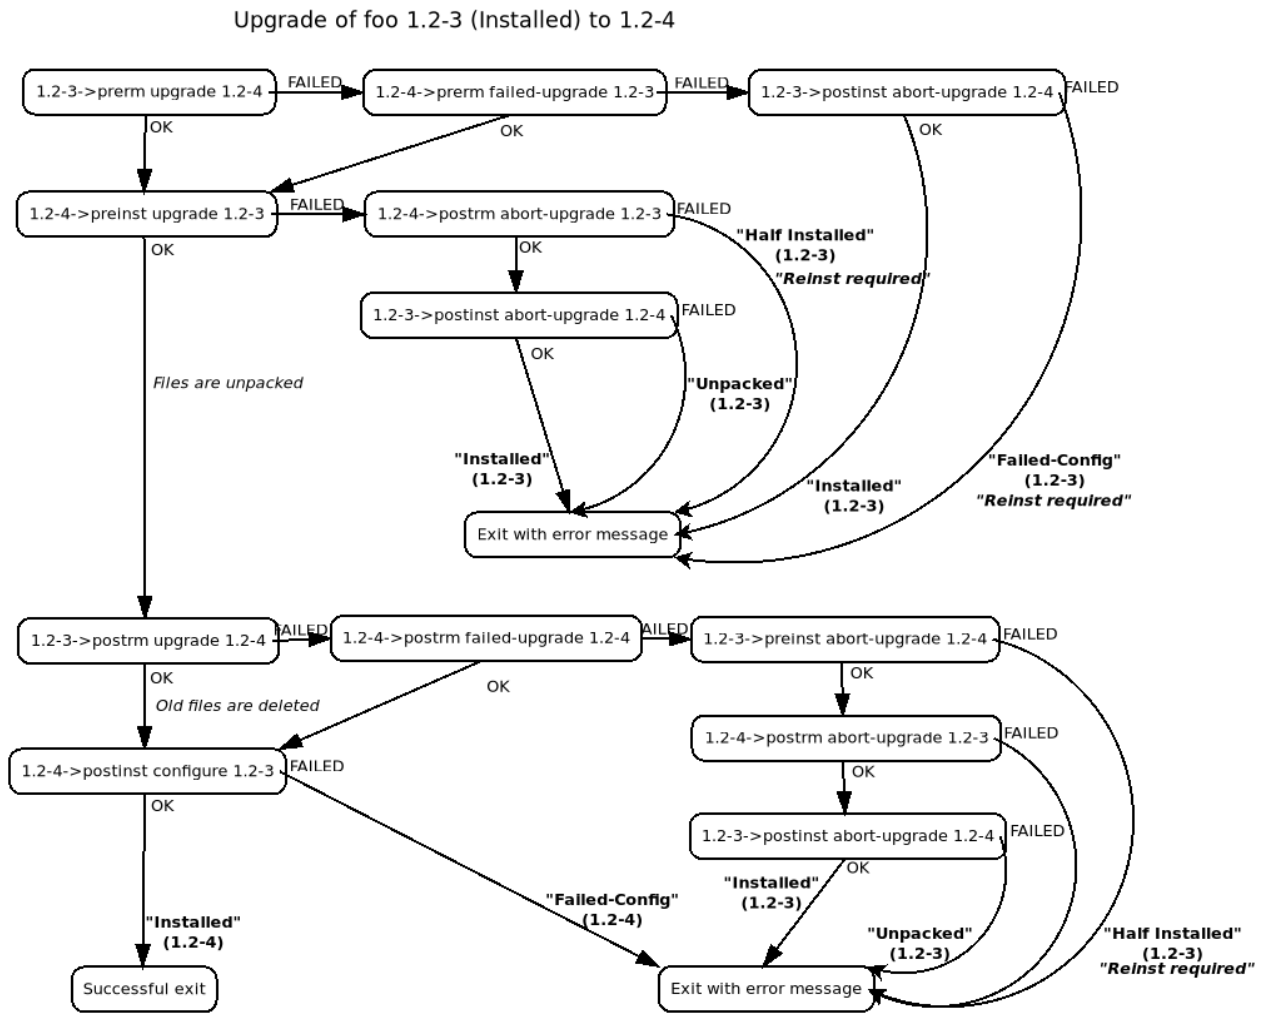 Upgrade of foo 1.2-3 (Installed) to 1.2-4
1.2-3->prerm upgrade 1.2-4
FAILED
1.2-4->prerm failed-upgrade 1.2-3
FAILED
1.2-3->postinst abort-upgrade 1.2-4
FAILED
OK
OK
OK
1.2-4->preinst upgrade 1.2-3
FAILED
1.2-4->postrm abort-upgrade 1.2-3
FAILED
OK
OK
"Half Installed"
(1.2-3)
"Reinst required"
1.2-3->postinst abort-upgrade 1.2-4
FAILED
OK
Files are unpacked
"Unpacked"
(1.2-3)
"Installed"
(1.2-3)
"Installed"
(1.2-3)
"Failed-Config"
(1.2-3)
"Reinst required"
Exit with error message
1.2-3->postrm upgrade 1.2-4
FAILED
1.2-4->postrm failed-upgrade 1.2-4
AILED
1.2-3->preinst abort-upgrade 1.2-4
FAILED
OK
OK
OK
Old files are deleted
1.2-4->postrm abort-upgrade 1.2-3
FAILED
1.2-4->postinst configure 1.2-3
FAILED
OK
OK
1.2-3->postinst abort-upgrade 1.2-4
FAILED
OK
"Installed"
(1.2-3)
"Failed-Config"
(1.2-4)
"Installed"
(1.2-4)
"Unpacked"
(1.2-3)
"Half Installed"
(1.2-3)
"Reinst required"
Successful exit
Exit with error message